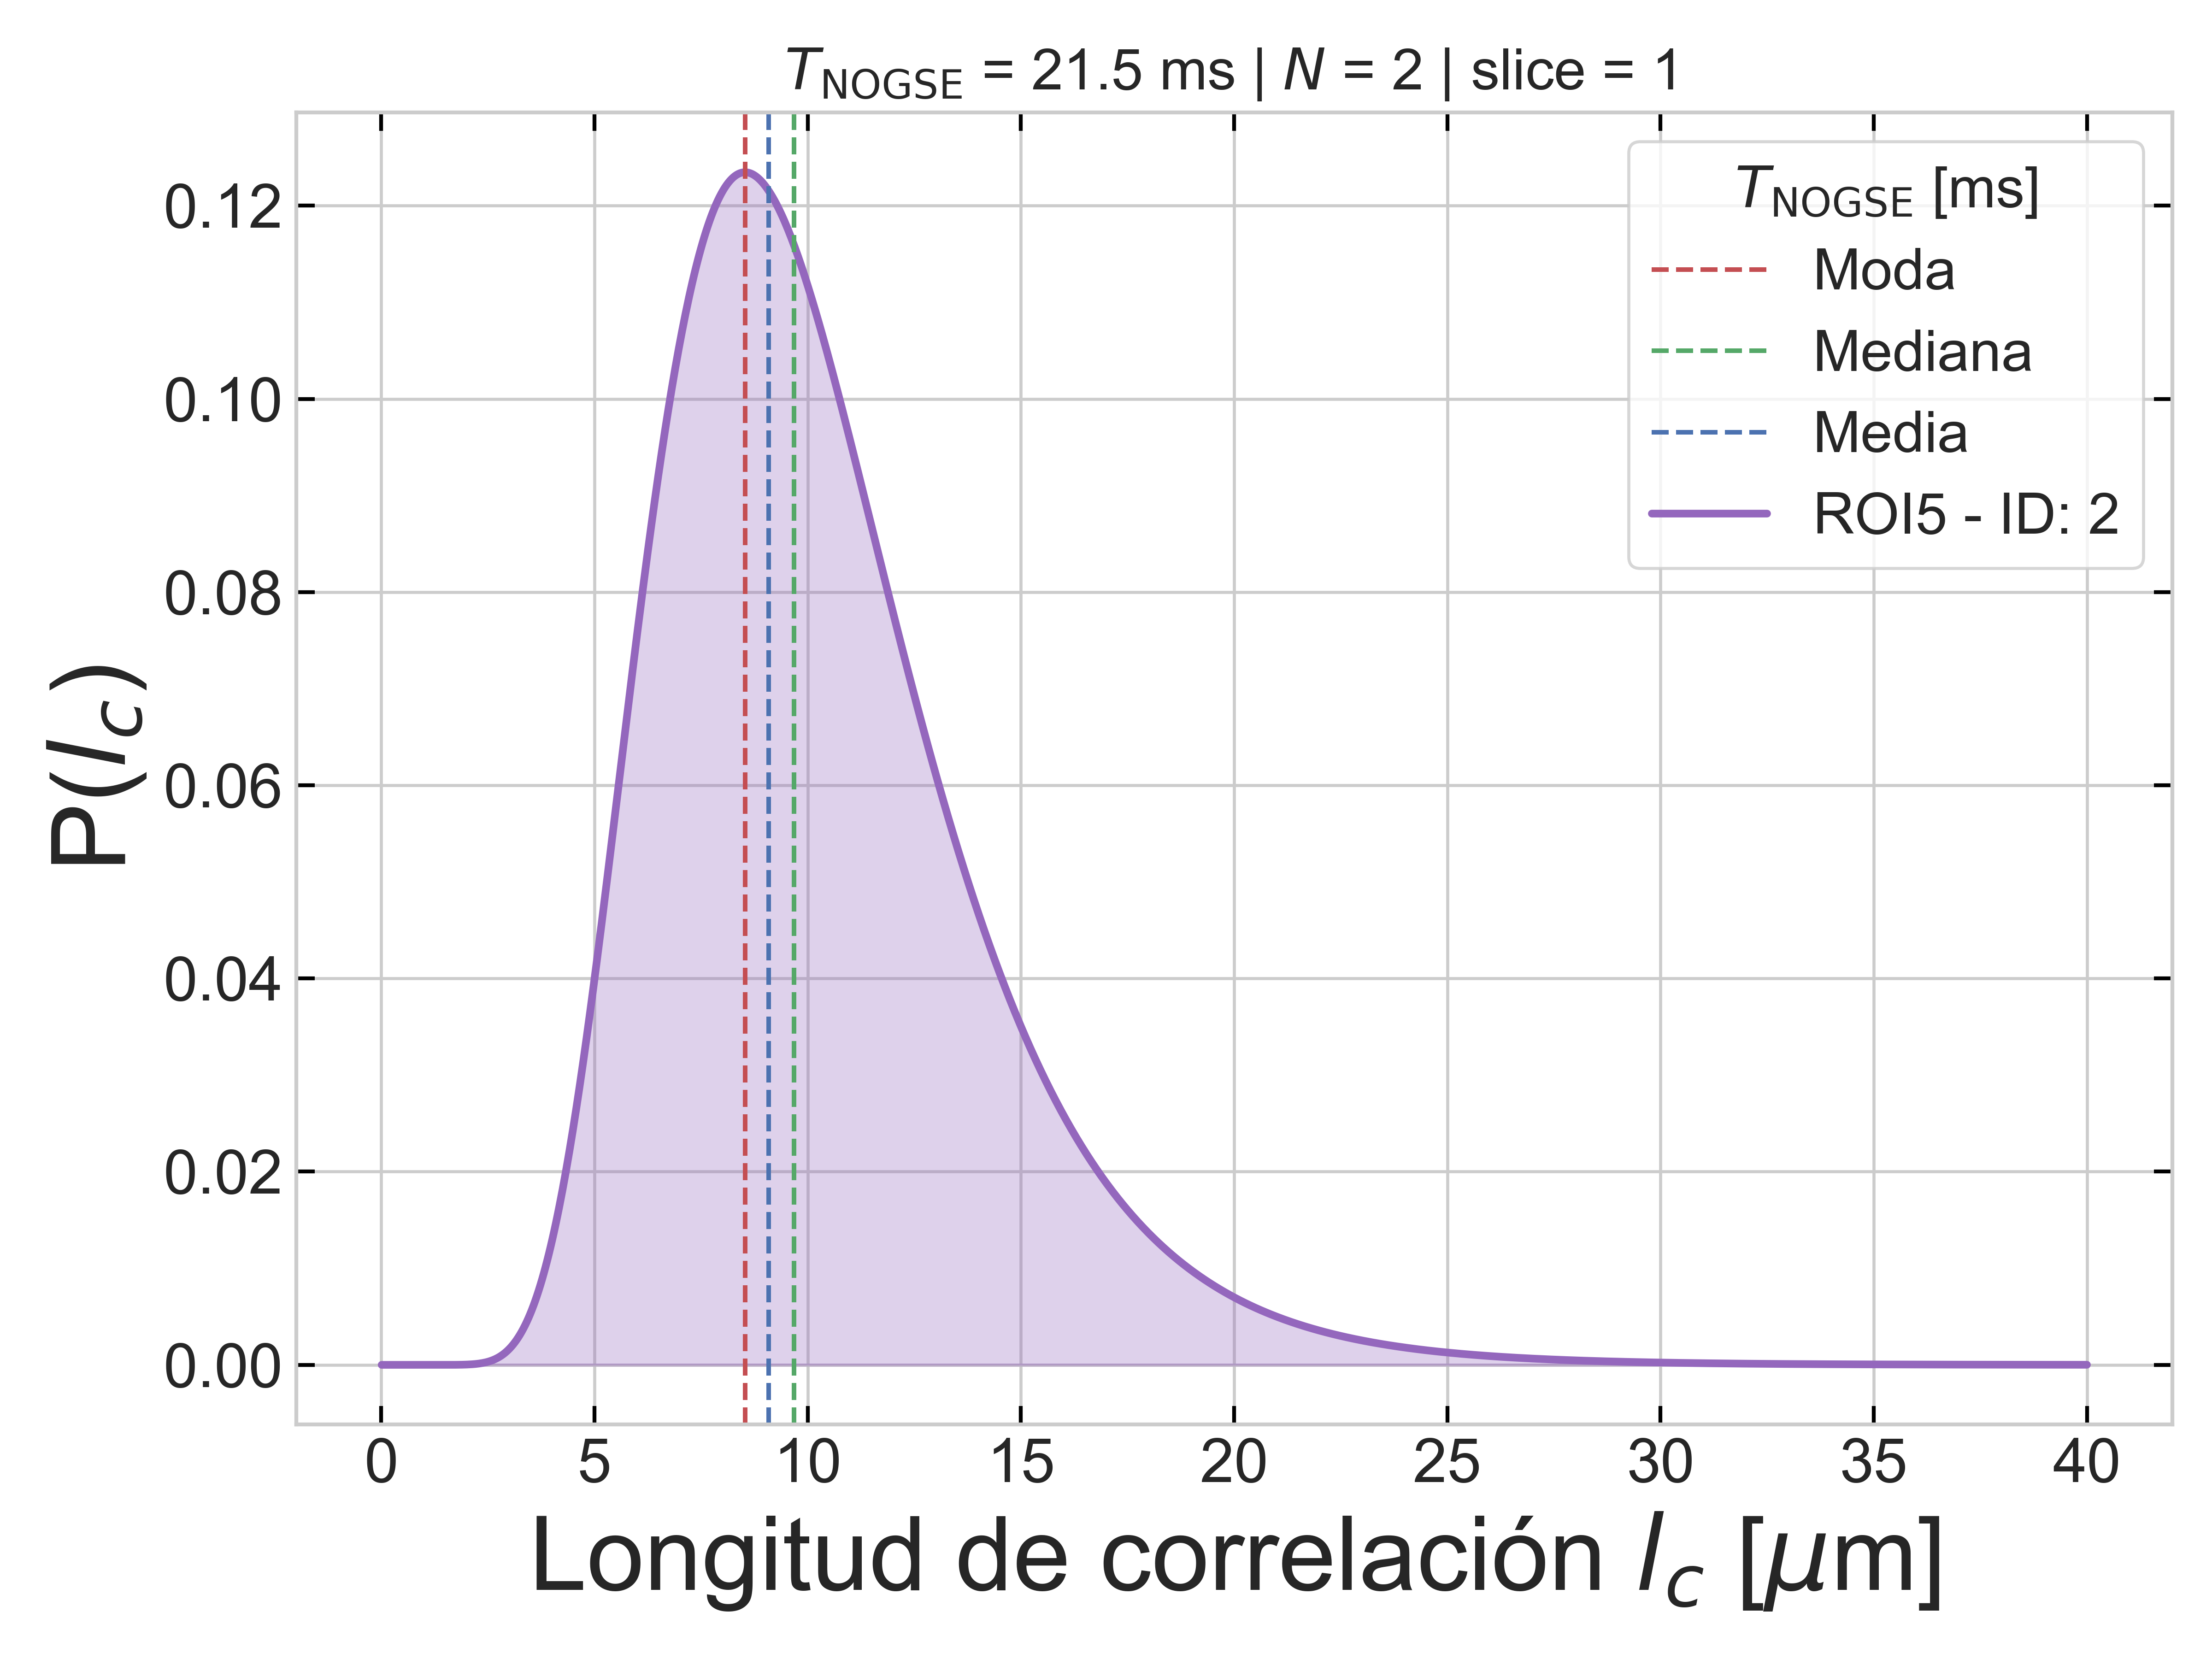 T_NOGSE = 21.5 ms | N = 2 | slice = 1
T_NOGSE [ms]
Moda
Mediana
Media
ROI5 - ID: 2
P(l_c)
0.12
0.10
0.08
0.06
0.04
0.02
0.00
0 5 10 15 20 25 30 35 40
Longitud de correlación l_c [μm]